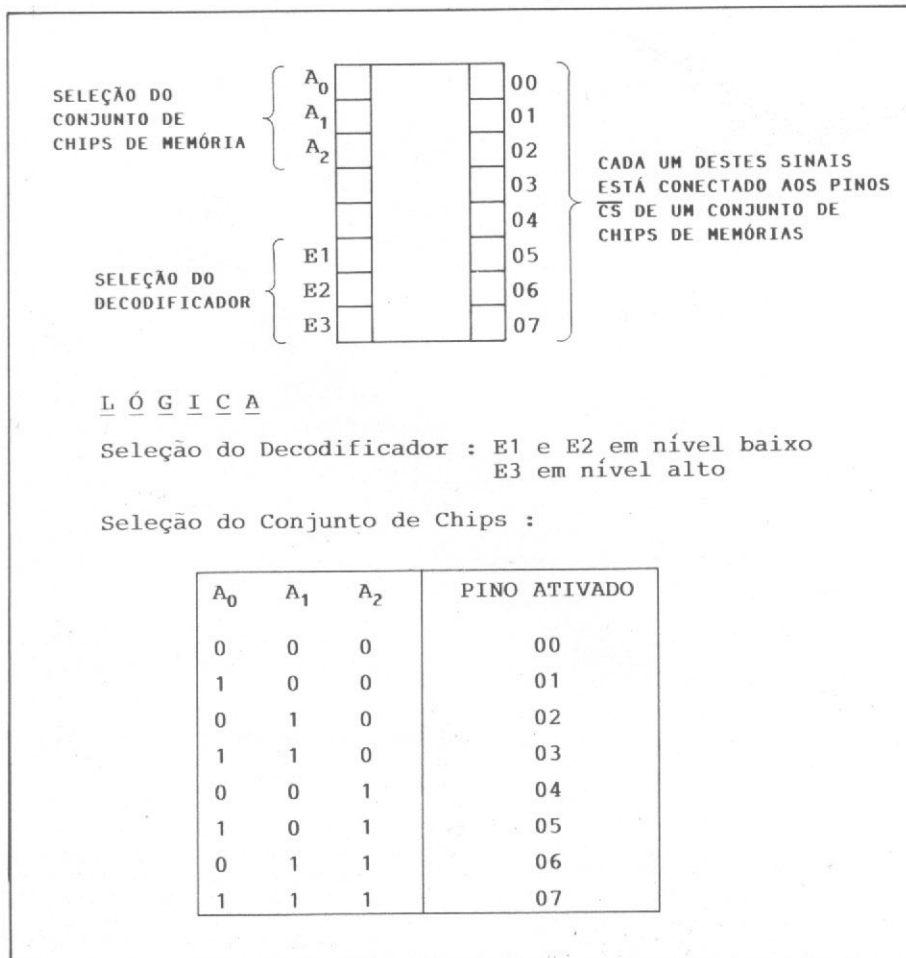 SELEÇÃO DO
CONJUNTO DE
CHIPS DE MEMÓRIA
A0
A1
A2
SELEÇÃO DO
DECODIFICADOR
E1
E2
E3
00
01
02
03
04
05
06
07
CADA UM DESTES SINAIS
ESTÁ CONECTADO AOS PINOS
C̅S̅ DE UM CONJUNTO DE
CHIPS DE MEMÓRIAS
LÓGICA
Seleção do Decodificador : E1 e E2 em nível baixo
E3 em nível alto
Seleção do Conjunto de Chips :
A0 A1 A2 PINO ATIVADO
0 0 0 00
1 0 0 01
0 1 0 02
1 1 0 03
0 0 1 04
1 0 1 05
0 1 1 06
1 1 1 07